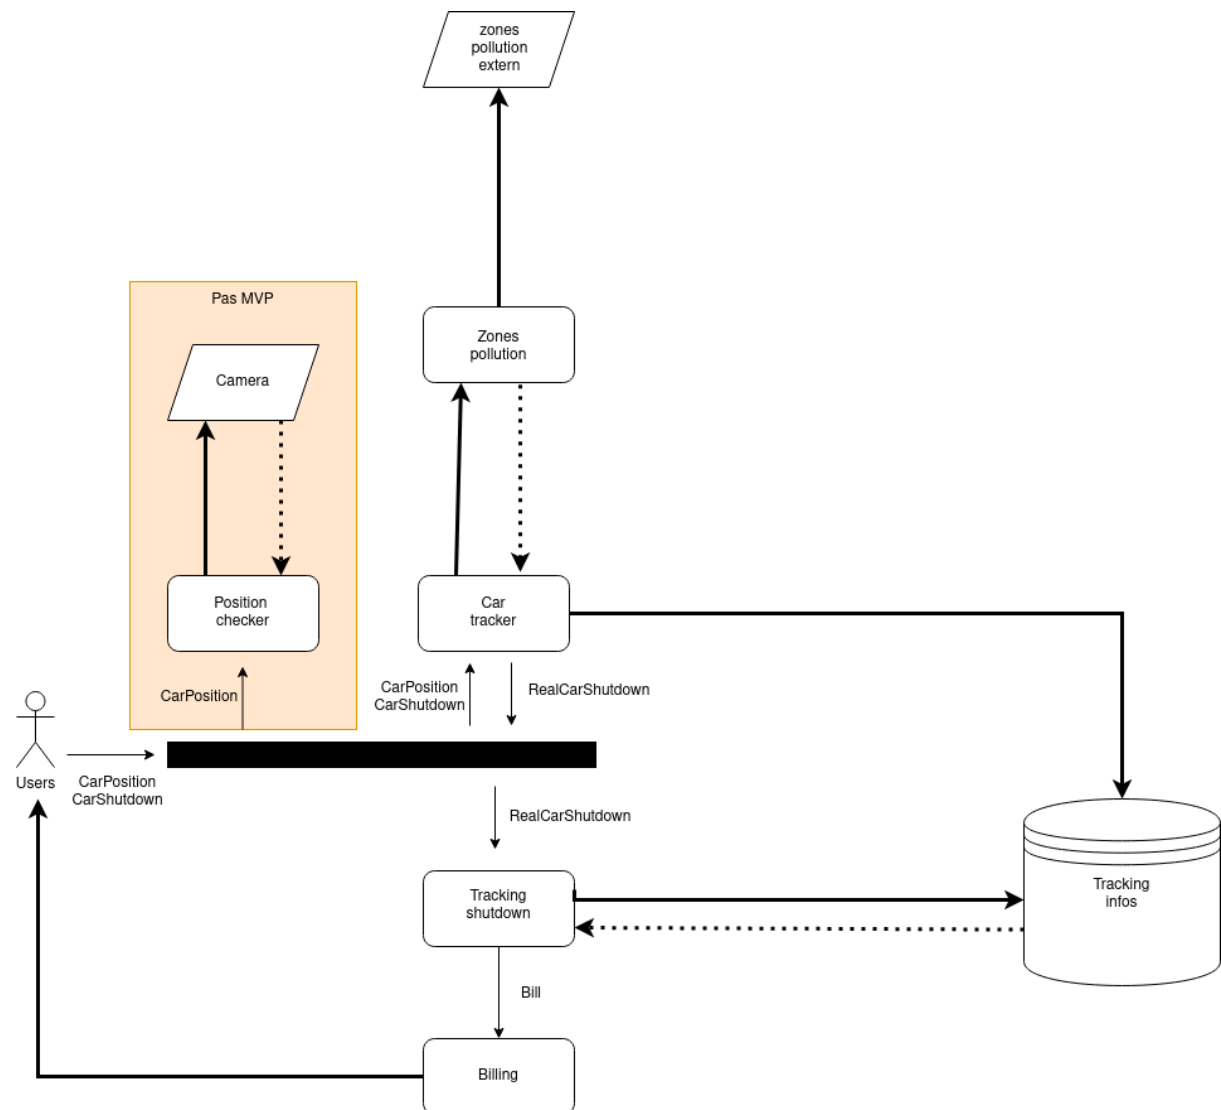 zones
pollution
extern
Pas MVP
Zones
pollution
Camera
Position
checker
Car
tracker
CarPosition
CarPosition
CarShutdown
RealCarShutdown
Users
CarPosition
CarShutdown
RealCarShutdown
Tracking
shutdown
Tracking
infos
Bill
Billing